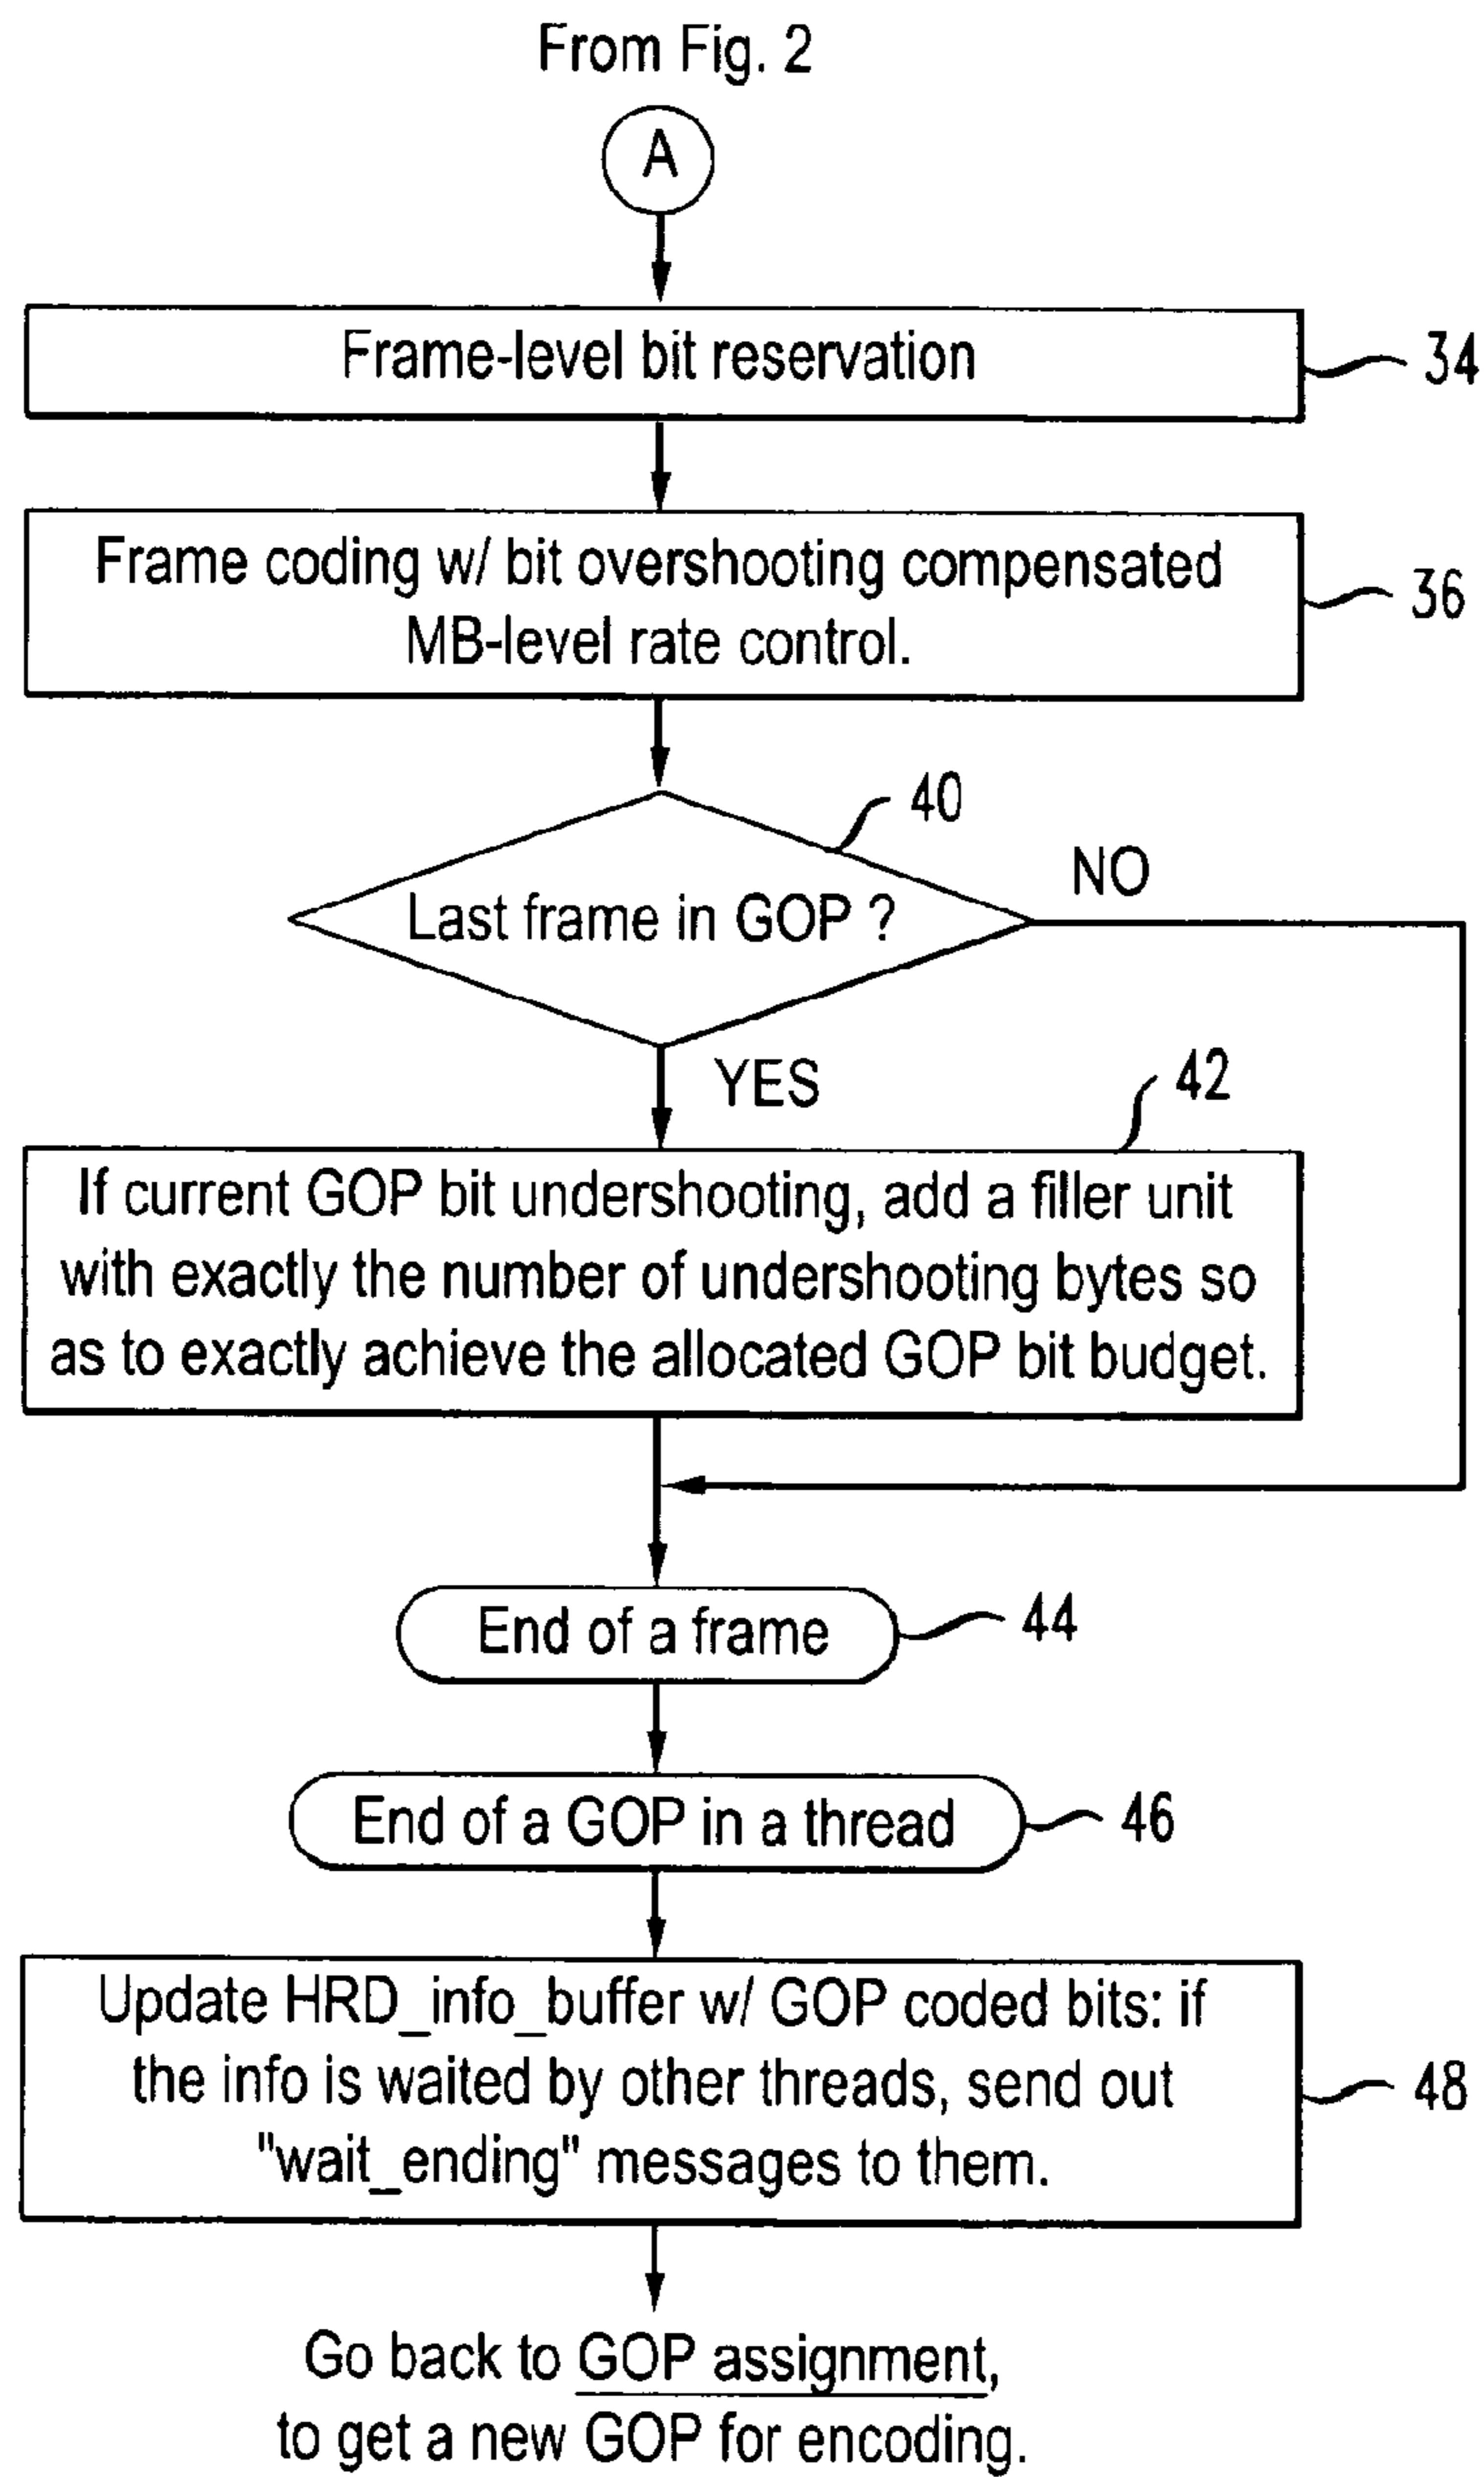 From Fig. 2
A
Frame-level bit reservation
34
Frame coding w/ bit overshooting compensated
MB-level rate control.
36
40
Last frame in GOP ?
NO
YES
42
If current GOP bit undershooting, add a filler unit
with exactly the number of undershooting bytes so
as to exactly achieve the allocated GOP bit budget.
End of a frame
44
End of a GOP in a thread
46
Update HRD_info_buffer w/ GOP coded bits: if
the info is waited by other threads, send out
"wait_ending" messages to them.
48
Go back to GOP assignment,
to get a new GOP for encoding.